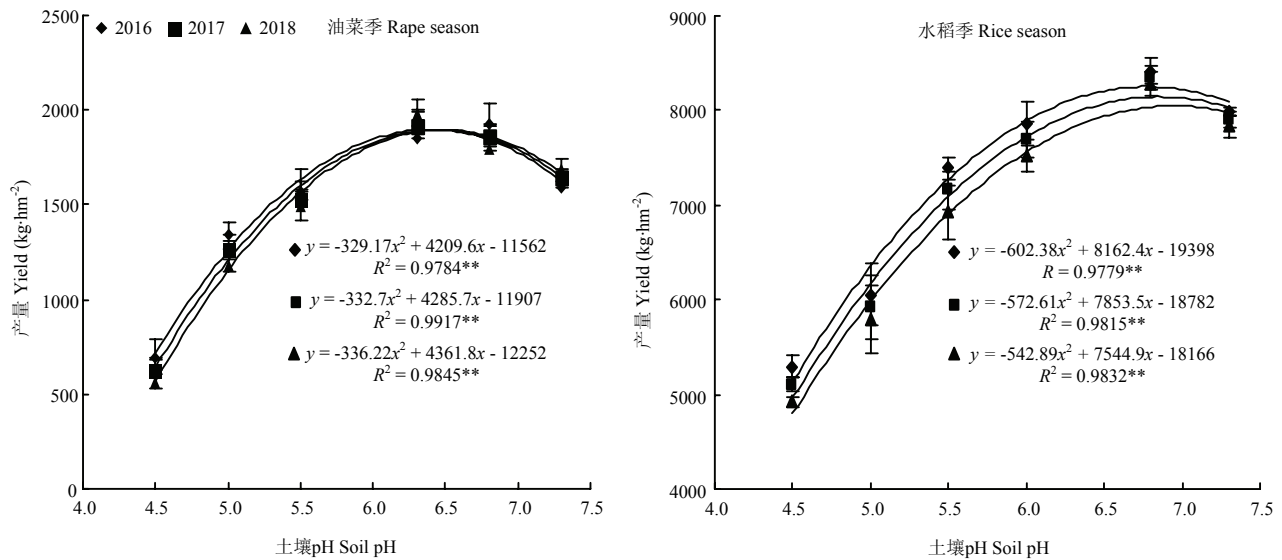 2500
2000
1500
1000
500
0
4.0 4.5 5.0 5.5 6.0 6.5 7.0 7.5
产量 Yield (kg·hm⁻²)
土壤pH Soil pH
2016 2017 2018 油菜季 Rape season
y = -329.17x² + 4209.6x - 11562
R² = 0.9784**
y = -332.7x² + 4285.7x - 11907
R² = 0.9917**
y = -336.22x² + 4361.8x - 12252
R² = 0.9845**
9000
8000
7000
6000
5000
4000
4.0 4.5 5.0 5.5 6.0 6.5 7.0 7.5
产量 Yield (kg·hm⁻²)
土壤pH Soil pH
水稻季 Rice season
y = -602.38x² + 8162.4x - 19398
R = 0.9779**
y = -572.61x² + 7853.5x - 18782
R² = 0.9815**
y = -542.89x² + 7544.9x - 18166
R² = 0.9832**